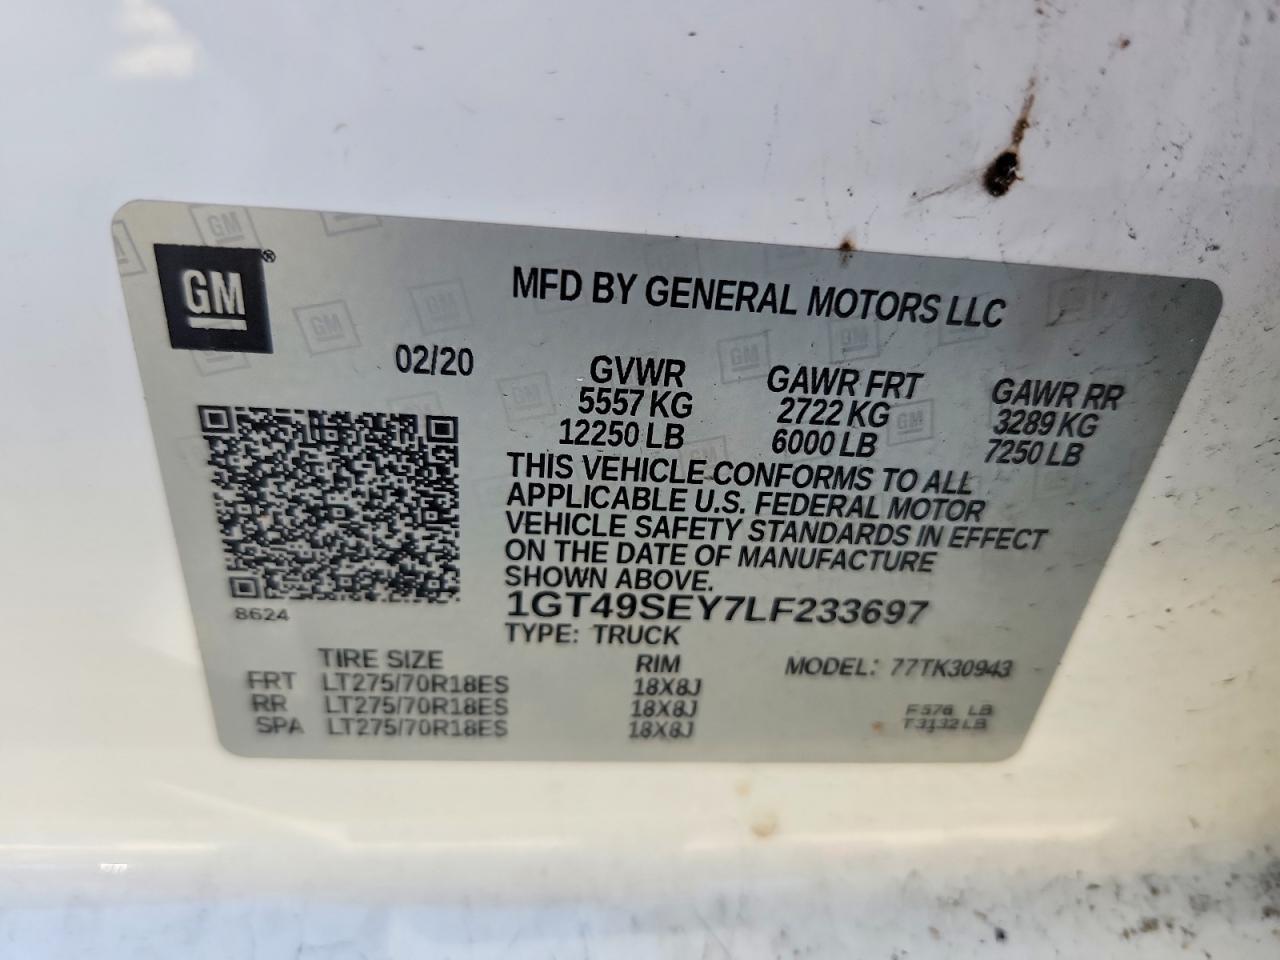 GM®
MFD BY GENERAL MOTORS LLC
02/20
GVWR GAWR FRT GAWR RR
5557 KG 2722 KG 3289 KG
12250 LB 6000 LB 7250 LB
THIS VEHICLE CONFORMS TO ALL
APPLICABLE U.S. FEDERAL MOTOR
VEHICLE SAFETY STANDARDS IN EFFECT
ON THE DATE OF MANUFACTURE
SHOWN ABOVE.
8624
1GT49SEY7LF233697
TYPE: TRUCK
TIRE SIZE RIM MODEL: 77TK30943
FRT LT275/70R18ES 18X8J
RR LT275/70R18ES 18X8J F576 LB
SPA LT275/70R18ES 18X8J T3132LB